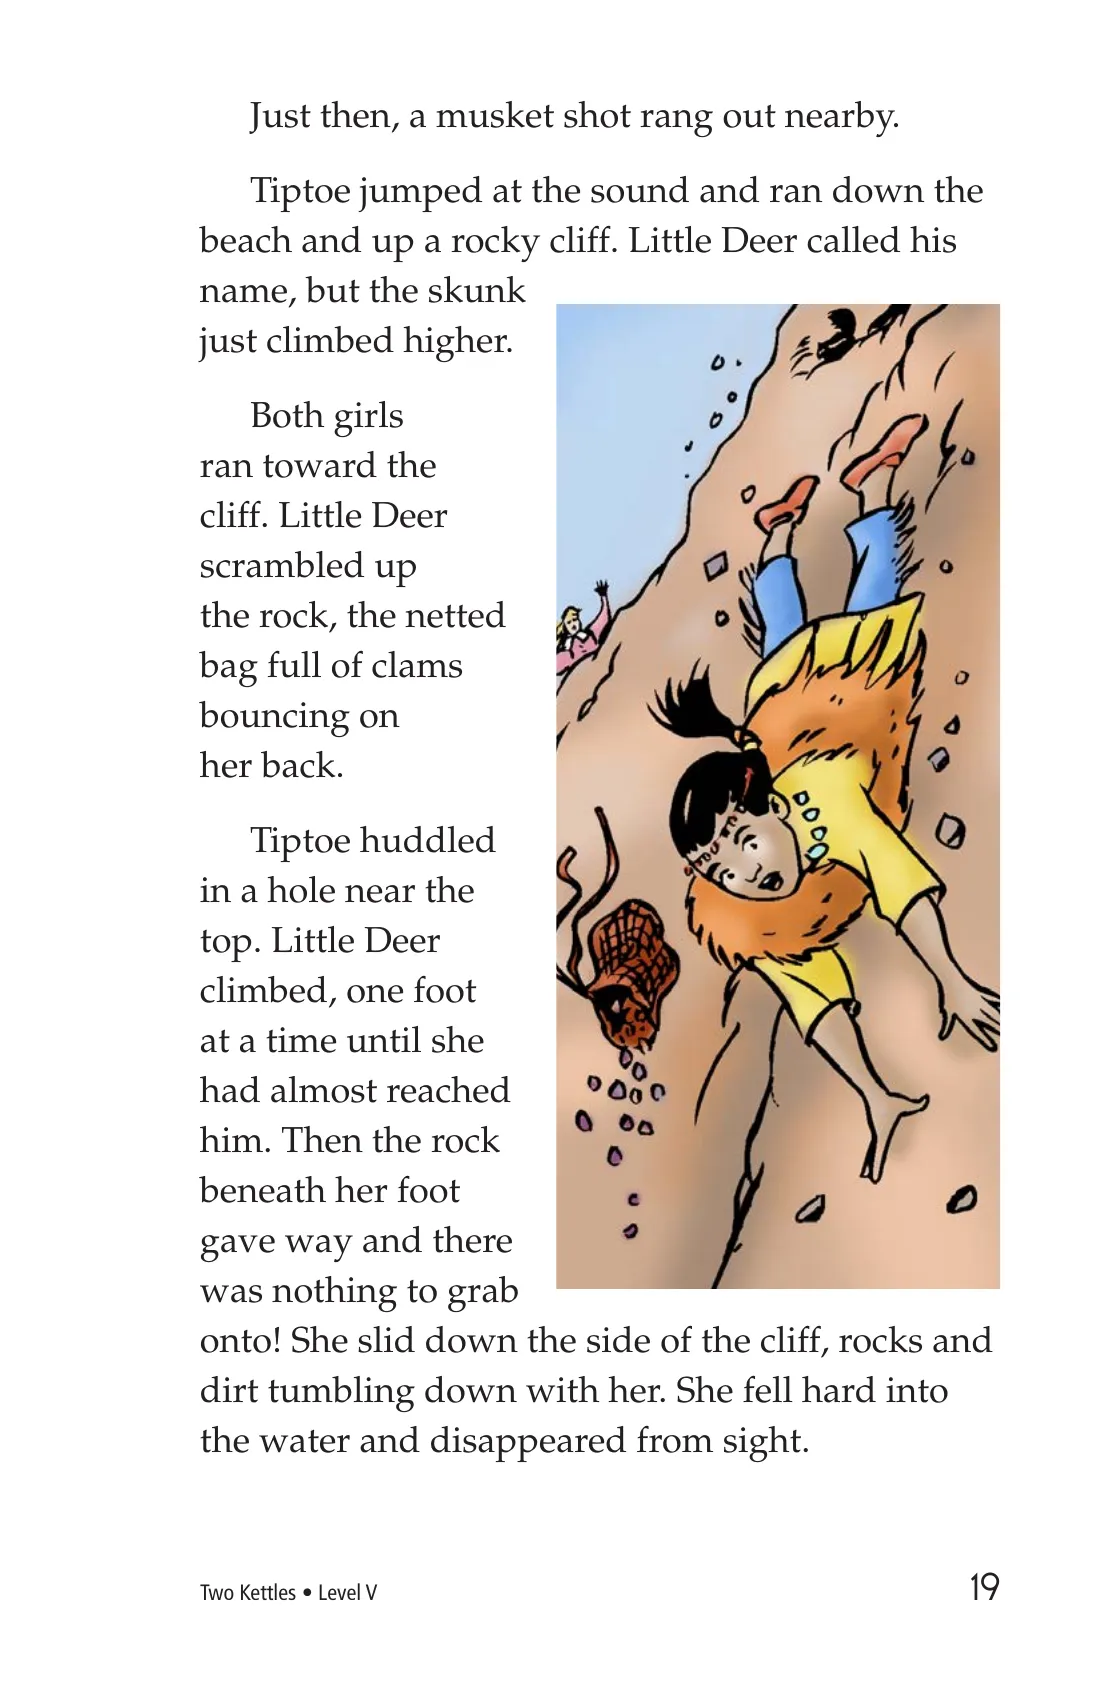 Just then, a musket shot rang out nearby.
Tiptoe jumped at the sound and ran down the
beach and up a rocky cliff. Little Deer called his
name, but the skunk
just climbed higher.
Both girls
ran toward the
cliff. Little Deer
scrambled up
the rock, the netted
bag full of clams
bouncing on
her back.
Tiptoe huddled
in a hole near the
top. Little Deer
climbed, one foot
at a time until she
had almost reached
him. Then the rock
beneath her foot
gave way and there
was nothing to grab
onto! She slid down the side of the cliff, rocks and
dirt tumbling down with her. She fell hard into
the water and disappeared from sight.
Two Kettles • Level V
19